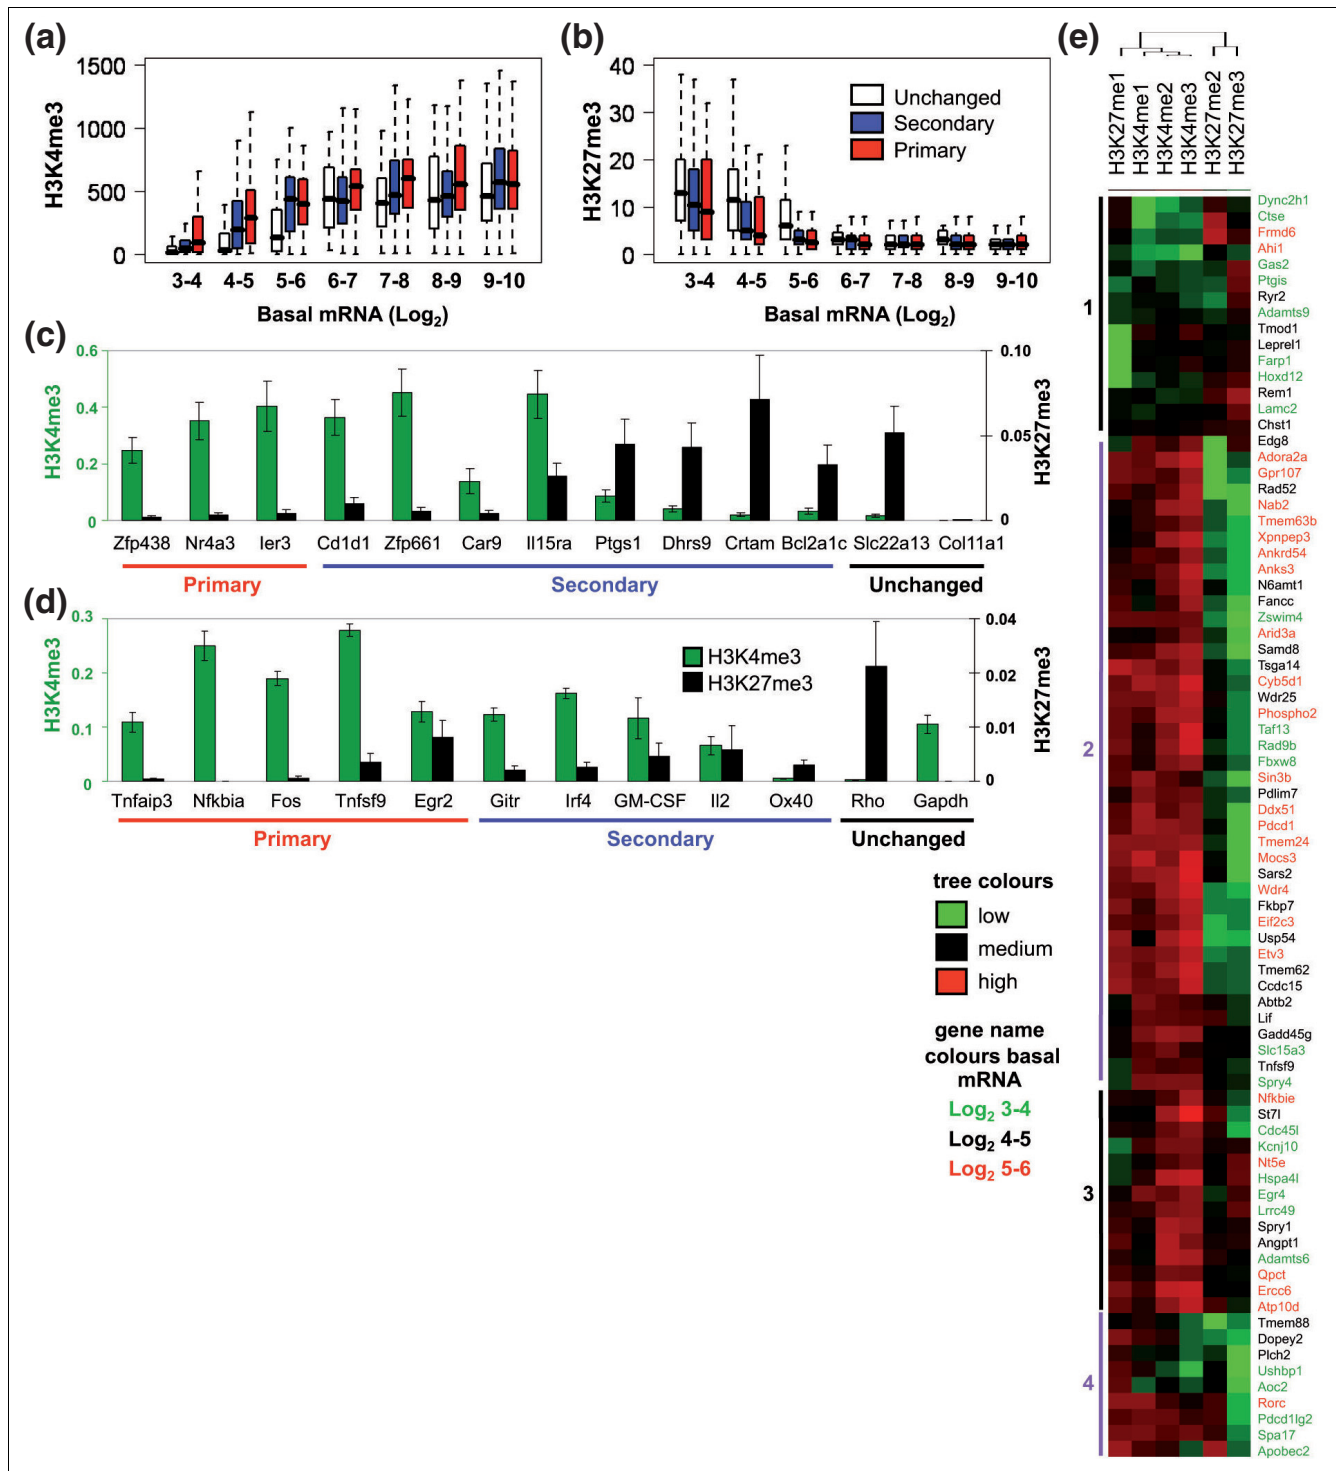 (a)
1500
1000
500
0
H3K4me3
3-4 4-5 5-6 6-7 7-8 8-9 9-10
Basal mRNA (Log2)
(b)
40
30
20
10
0
H3K27me3
Unchanged
Secondary
Primary
3-4 4-5 5-6 6-7 7-8 8-9 9-10
Basal mRNA (Log2)
(c)
0.6
0.4
0.2
0
H3K4me3
0.10
0.05
0
H3K27me3
Zfp438 Nr4a3 Ier3 Cd1d1 Zfp661 Car9 Il15ra Ptgs1 Dhrs9 Crtam Bcl2a1c Slc22a13 Col11a1
Primary Secondary Unchanged
(d)
0.3
0.2
0.1
0
H3K4me3
H3K4me3
H3K27me3
0.04
0.02
0.01
0
H3K27me3
Tnfaip3 Nfkbia Fos Tnfsf9 Egr2 Gitr Irf4 GM-CSF Il2 Ox40 Rho Gapdh
Primary Secondary Unchanged
tree colours
low
medium
high
gene name
colours basal
mRNA
Log2 3-4
Log2 4-5
Log2 5-6
(e)
H3K27me1
H3K4me1
H3K4me2
H3K4me3
H3K27me2
H3K27me3
1
2
3
4
Dync2h1
Ctse
Frmd6
Ahi1
Gas2
Ptgis
Ryr2
Adamts9
Tmod1
Leprel1
Farp1
Hoxd12
Rem1
Lamc2
Chst1
Edg8
Adora2a
Gpr107
Rad52
Nab2
Tmem63b
Xpnpep3
Ankrd54
Anks3
N6amt1
Fancc
Zswim4
Arid3a
Samd8
Tsga14
Cyb5d1
Wdr25
Phospho2
Taf13
Rad9b
Fbxw8
Sin3b
Pdlim7
Ddx51
Pdcd1
Tmem24
Mocs3
Sars2
Wdr4
Fkbp7
Eif2c3
Usp54
Etv3
Tmem62
Ccdc15
Abtb2
Lif
Gadd45g
Slc15a3
Tnfsf9
Spry4
Nfkbie
St7l
Cdc45l
Kcnj10
Nt5e
Hspa4l
Egr4
Lrrc49
Spry1
Angpt1
Adamts6
Qpct
Ercc6
Atp10d
Tmem88
Dopey2
Plch2
Ushbp1
Aoc2
Rorc
Pdcd1lg2
Spa17
Apobec2